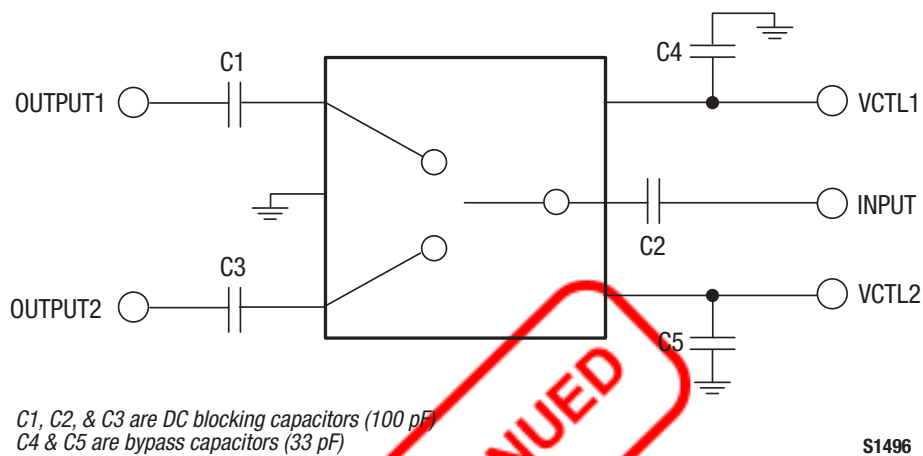 C1
C4
OUTPUT1
VCTL1
INPUT
C2
C3
OUTPUT2
VCTL2
C5
NUED
C1, C2, & C3 are DC blocking capacitors (100 pF)
C4 & C5 are bypass capacitors (33 pF)
S1496